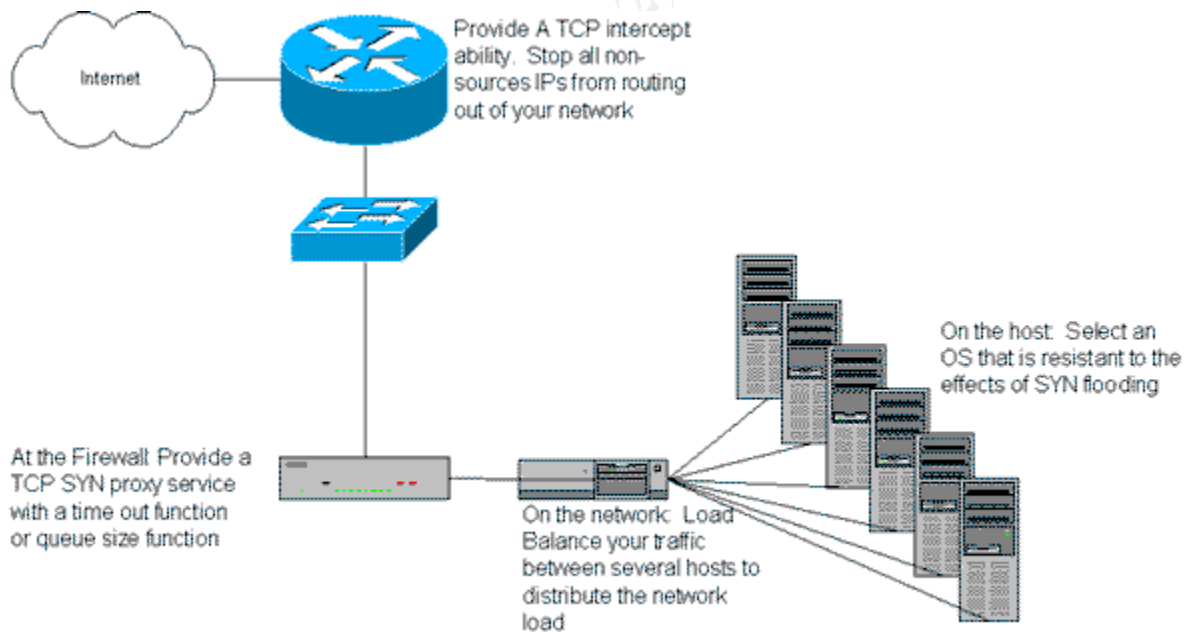 Internet
Provide A TCP intercept
ability. Stop all non-
sources IPs from routing
out of your network
On the host: Select an
OS that is resistant to the
effects of SYN flooding
At the Firewall: Provide a
TCP SYN proxy service
with a time out function
or queue size function
On the network: Load
Balance your traffic
between several hosts to
distribute the network
load